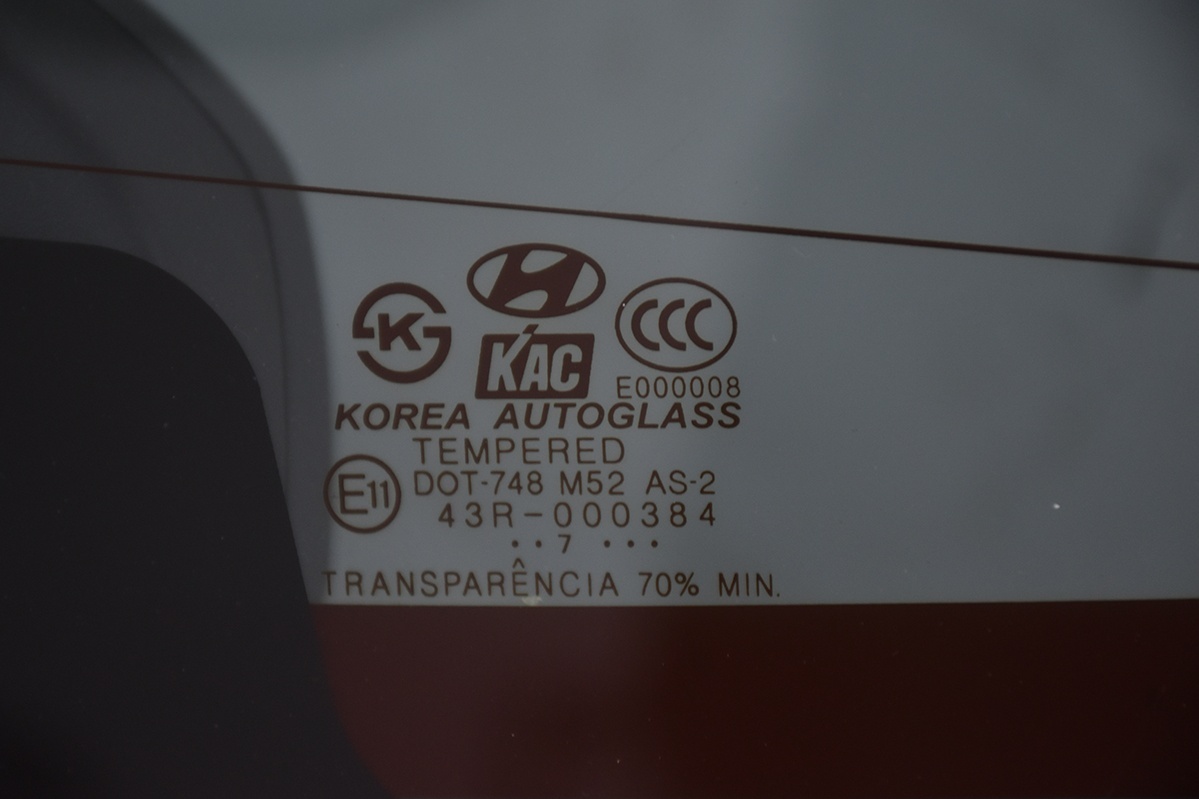 K
KAC
CCC
E000008
KOREA AUTOGLASS
TEMPERED
E11
DOT-748 M52 AS-2
43R-000384
• • 7 • • •
TRANSPARÊNCIA 70% MIN.